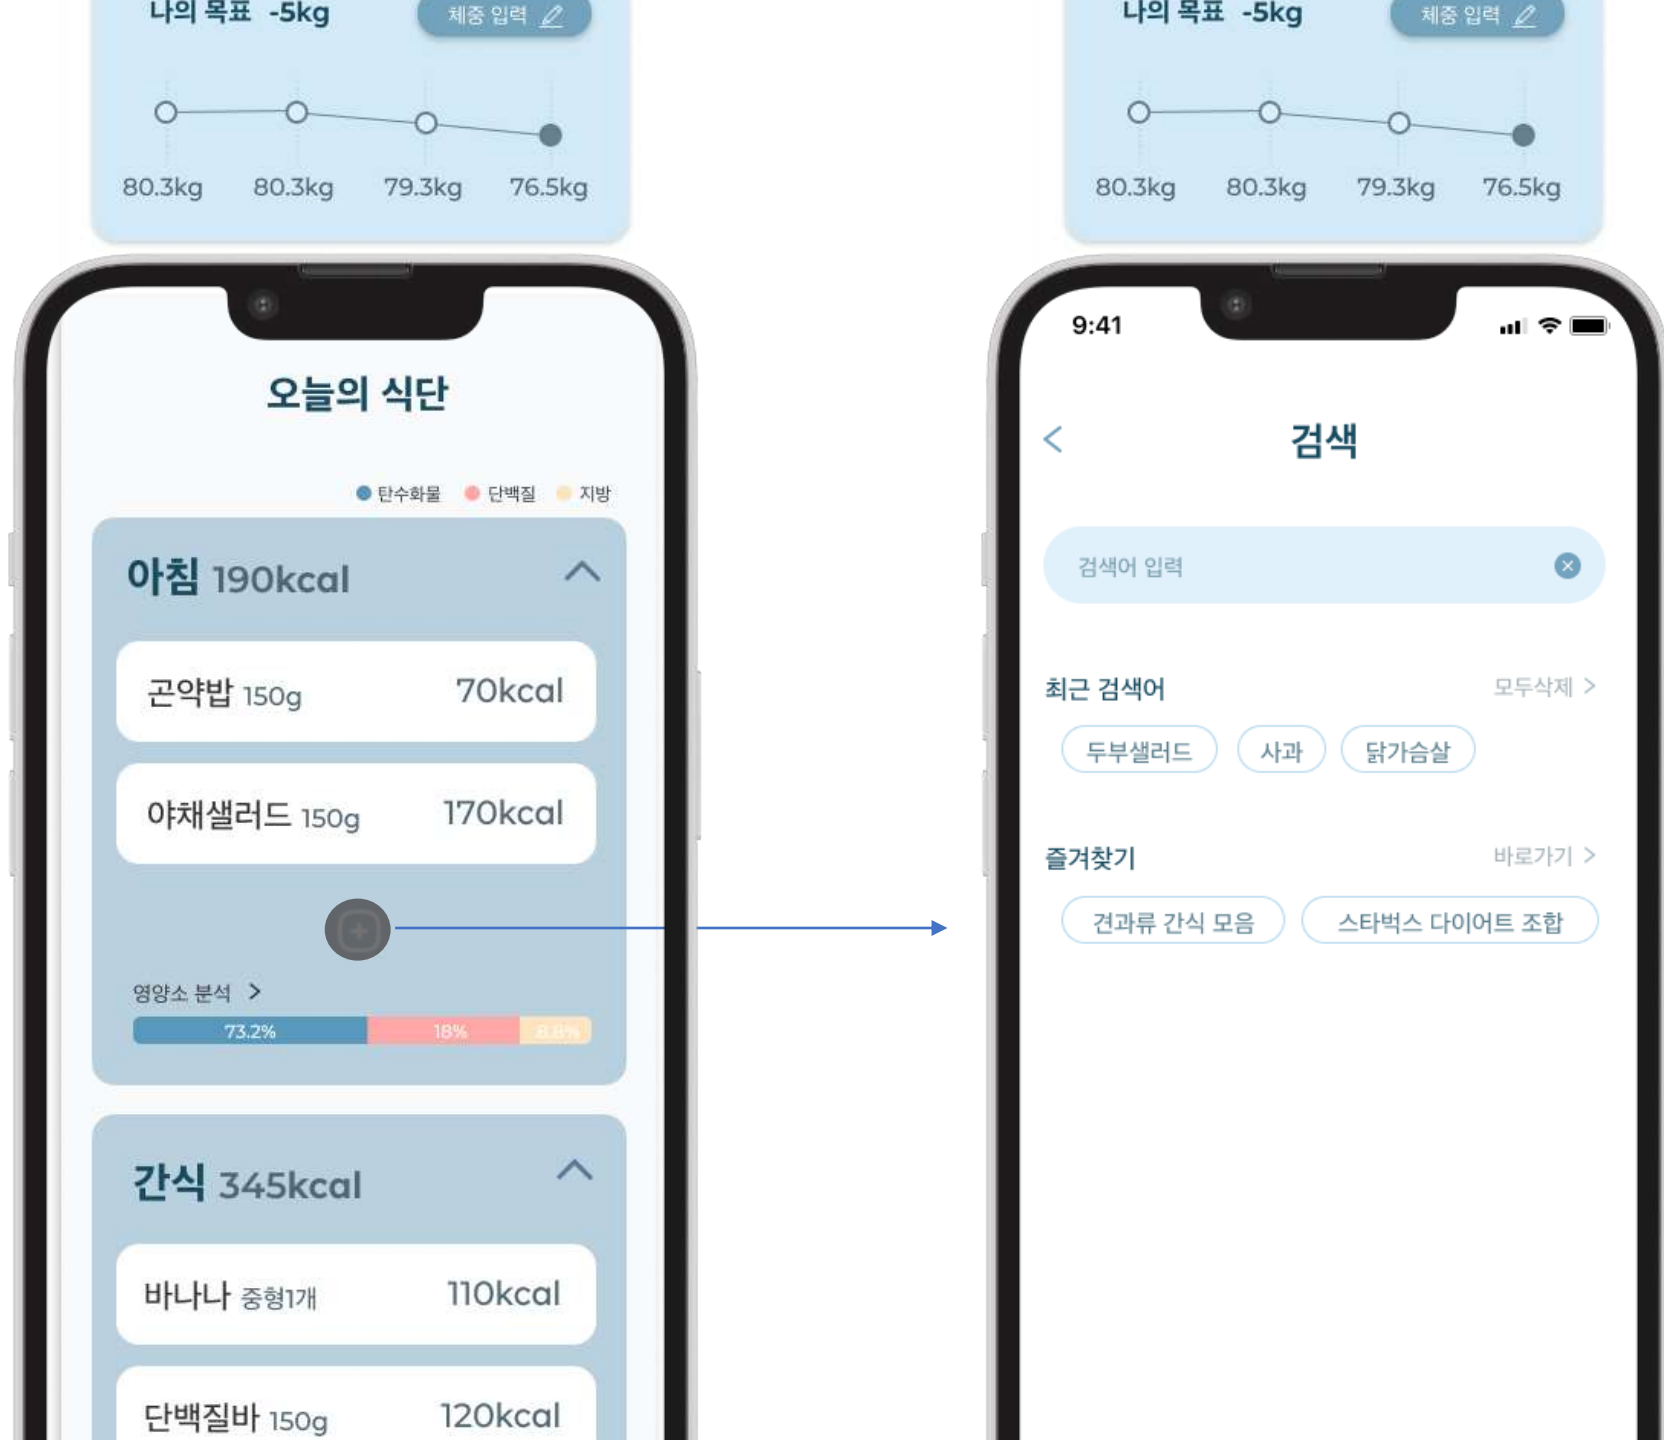 나의 목표 -5kg
체중 입력
80.3kg 80.3kg 79.3kg 76.5kg
오늘의 식단
탄수화물 단백질 지방
아침 190kcal
곤약밥 150g 70kcal
야채샐러드 150g 170kcal
영양소 분석 >
73.2% 18% 8.8%
간식 345kcal
바나나 중형1개 110kcal
단백질바 150g 120kcal
나의 목표 -5kg
체중 입력
80.3kg 80.3kg 79.3kg 76.5kg
9:41
< 검색
검색어 입력
최근 검색어 모두삭제 >
두부샐러드 사과 닭가슴살
즐겨찾기 바로가기 >
견과류 간식 모음 스타벅스 다이어트 조합